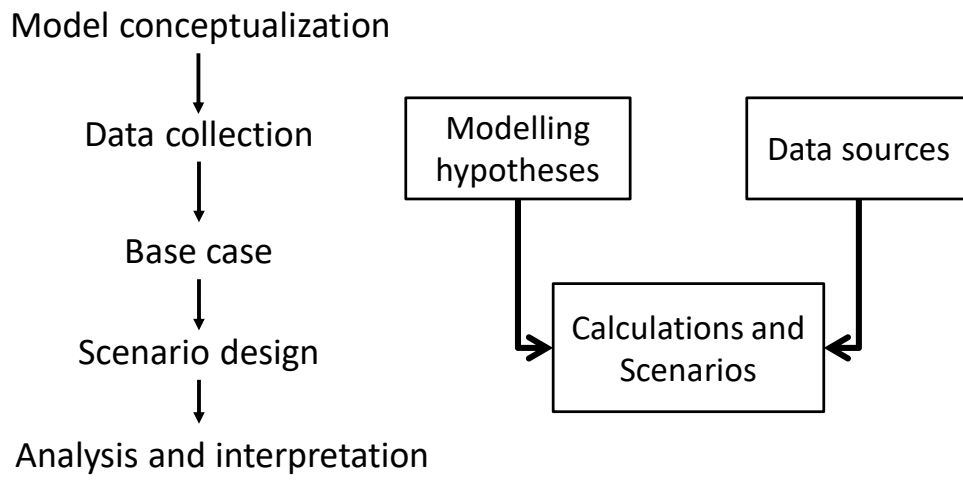 Model conceptualization
Data collection
Base case
Scenario design
Analysis and interpretation
Modelling
hypotheses
Data sources
Calculations and
Scenarios